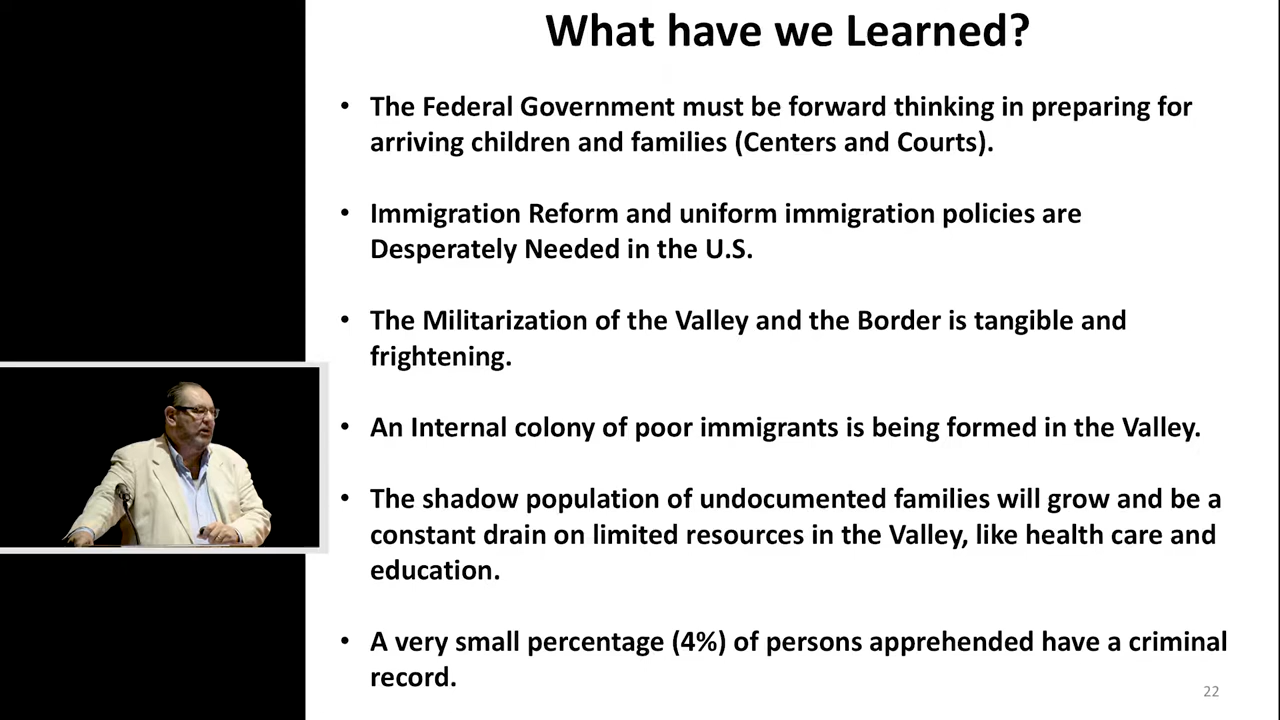 What have we Learned?
• The Federal Government must be forward thinking in preparing for
arriving children and families (Centers and Courts).
• Immigration Reform and uniform immigration policies are
Desperately Needed in the U.S.
• The Militarization of the Valley and the Border is tangible and
frightening.
• An Internal colony of poor immigrants is being formed in the Valley.
• The shadow population of undocumented families will grow and be a
constant drain on limited resources in the Valley, like health care and
education.
• A very small percentage (4%) of persons apprehended have a criminal
record.
22